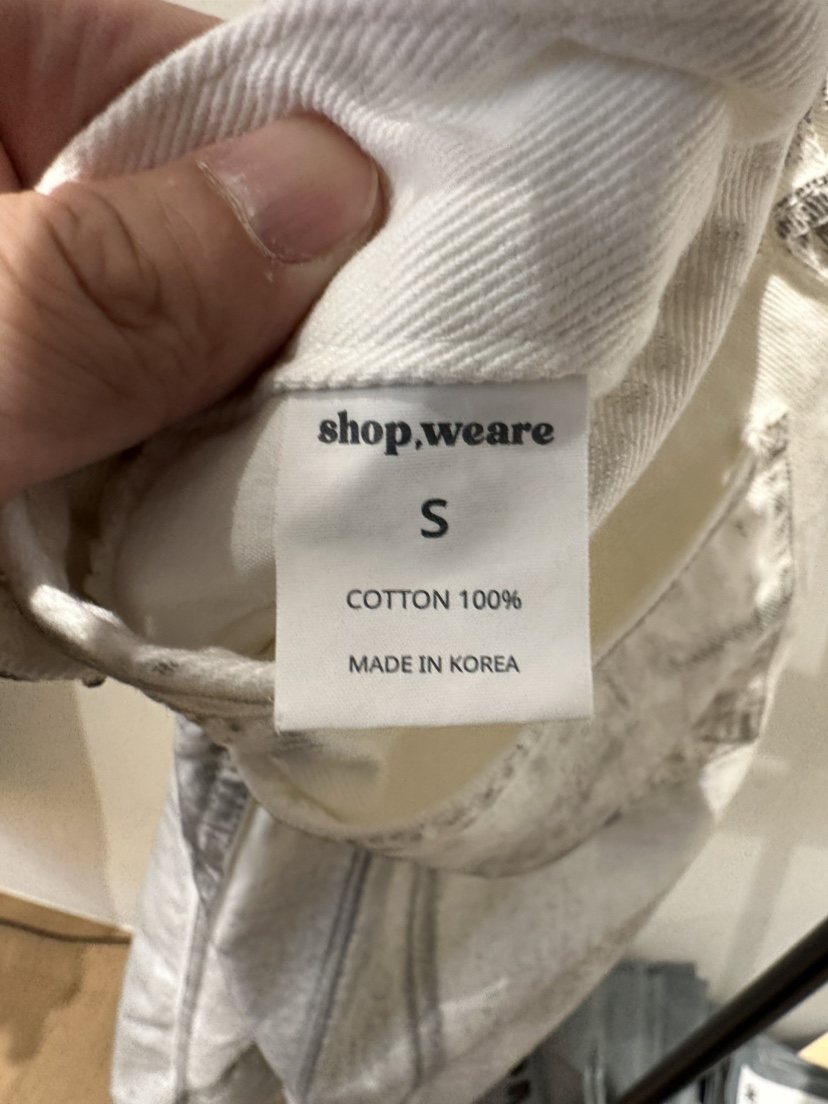 shop,weare
S
COTTON 100%
MADE IN KOREA